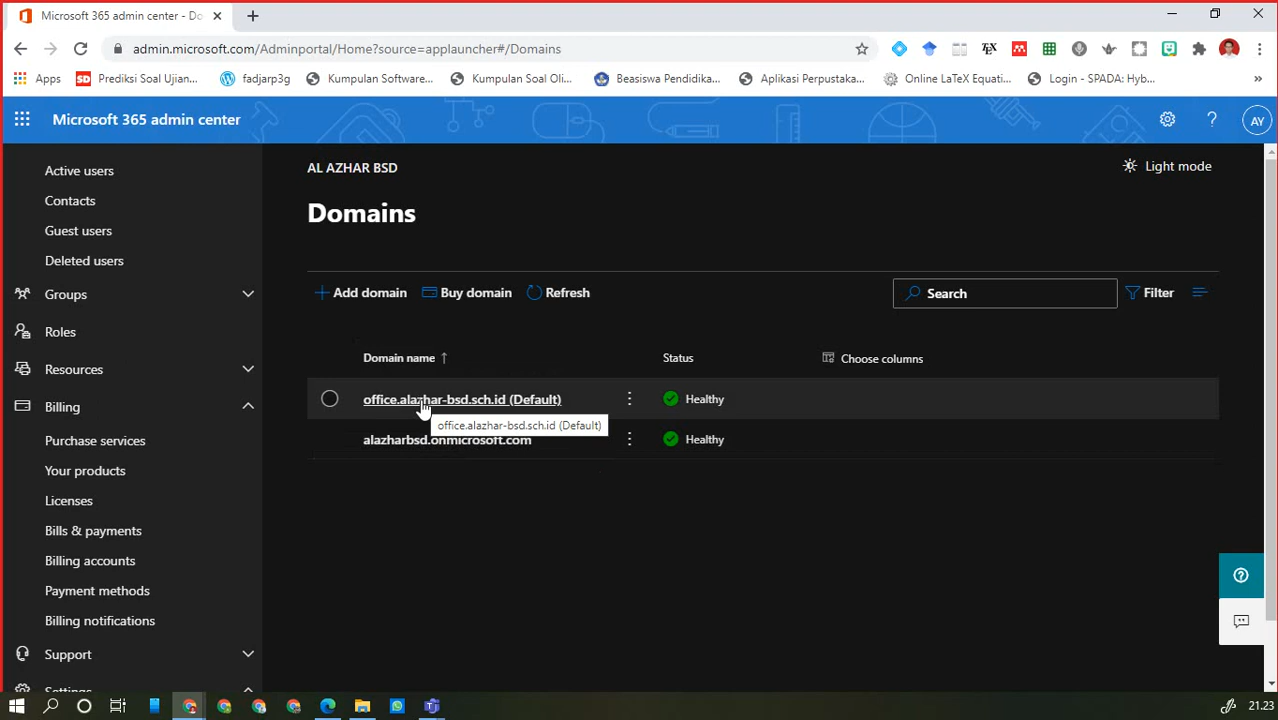 Microsoft 365 admin center - Do
admin.microsoft.com/Adminportal/Home?source=applauncher#/Domains
Apps
Prediksi Soal Ujian...
fadjarp3g
Kumpulan Software...
Kumpulan Soal Oli...
Beasiswa Pendidika...
Aplikasi Perpustaka...
Online LaTeX Equati...
Login - SPADA: Hyb...
»
Microsoft 365 admin center
AY
Active users
Contacts
Guest users
Deleted users
Groups
Roles
Resources
Billing
Purchase services
Your products
Licenses
Bills & payments
Billing accounts
Payment methods
Billing notifications
Support
Settings
AL AZHAR BSD
Light mode
Domains
Add domain
Buy domain
Refresh
Search
Filter
Domain name ↑
Status
Choose columns
office.alazhar-bsd.sch.id (Default)
Healthy
office.alazhar-bsd.sch.id (Default)
alazharbsd.onmicrosoft.com
Healthy
21.23